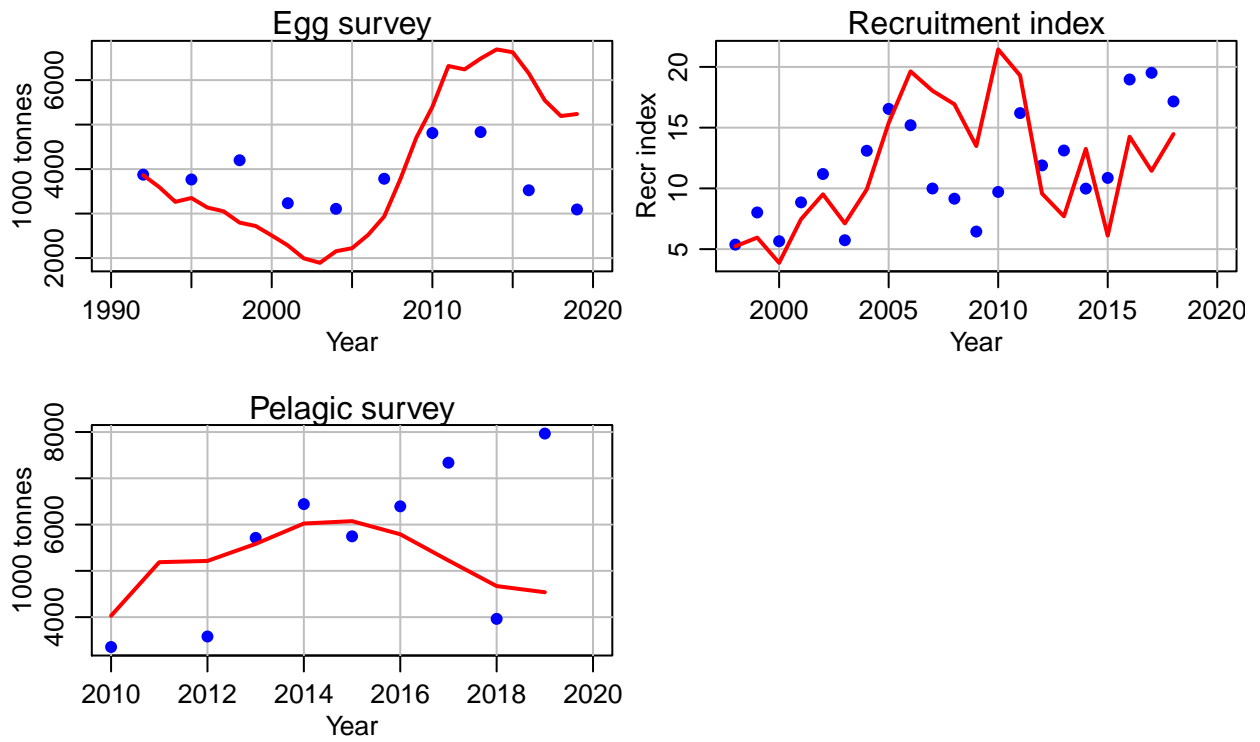 Egg survey
1000 tonnes
2000 4000 6000
1990 2000 2010 2020
Year
Recruitment index
Recr index
5 10 15 20
2000 2005 2010 2015 2020
Year
Pelagic survey
1000 tonnes
4000 6000 8000
2010 2012 2014 2016 2018 2020
Year